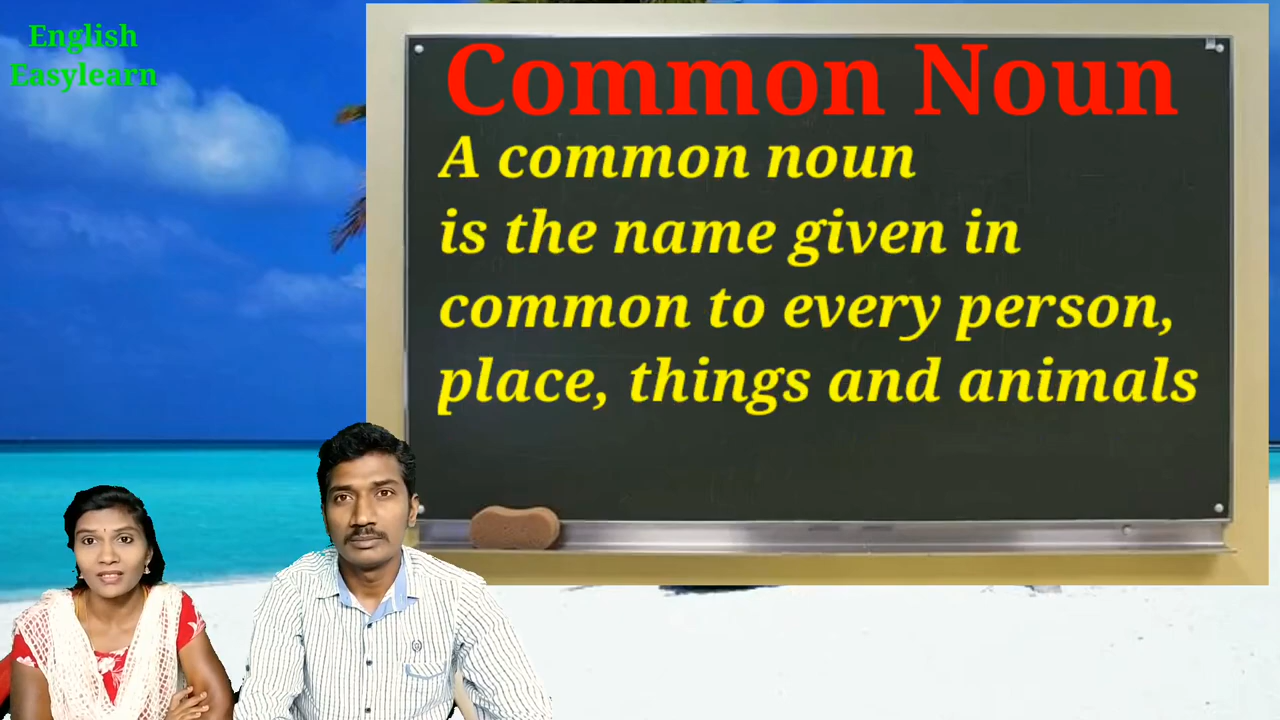 English
Easylearn
Common Noun
A common noun
is the name given in
common to every person,
place, things and animals